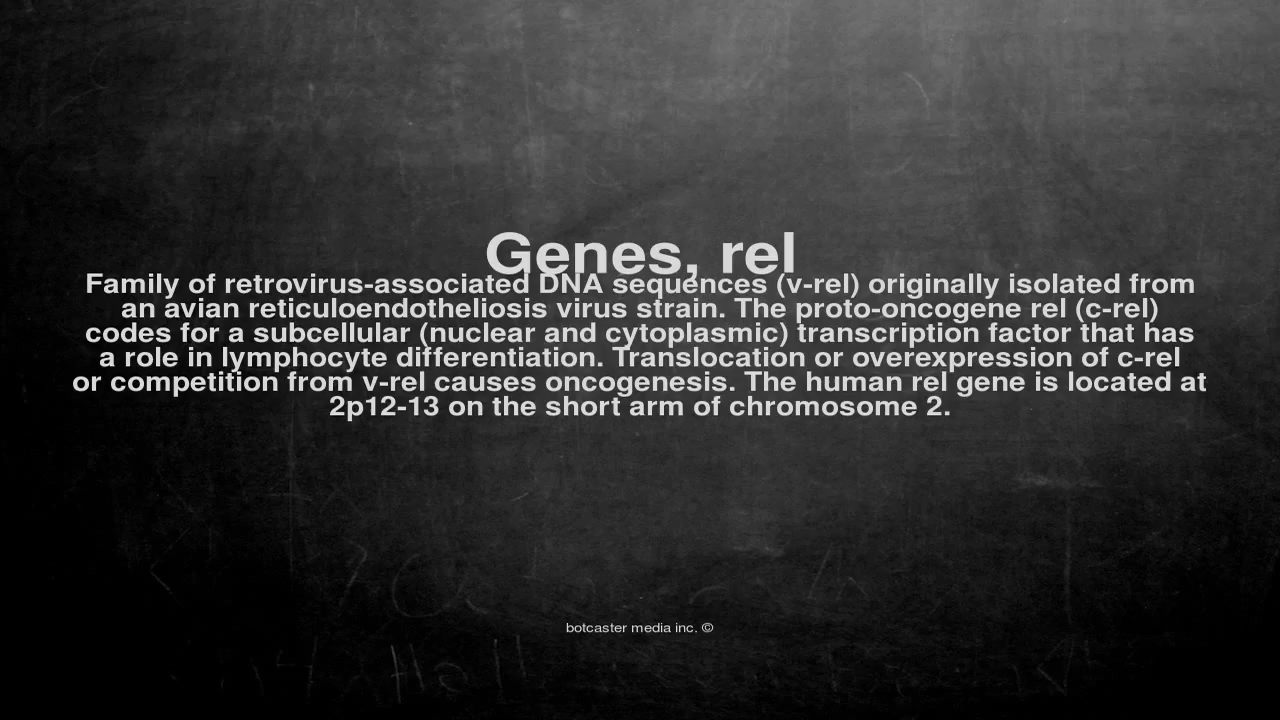 Genes, rel
Family of retrovirus-associated DNA sequences (v-rel) originally isolated from
an avian reticuloendotheliosis virus strain. The proto-oncogene rel (c-rel)
codes for a subcellular (nuclear and cytoplasmic) transcription factor that has
a role in lymphocyte differentiation. Translocation or overexpression of c-rel
or competition from v-rel causes oncogenesis. The human rel gene is located at
2p12-13 on the short arm of chromosome 2.
botcaster media inc. ©